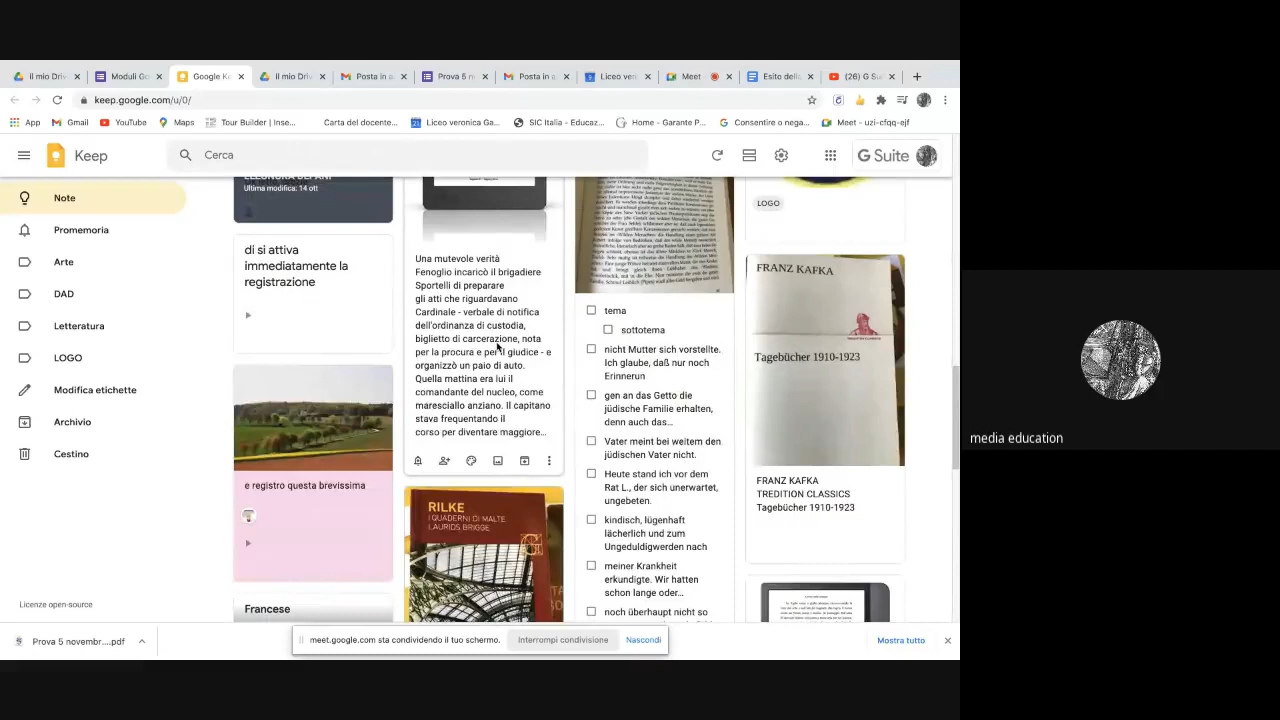 Il mio Driv
Moduli Go
Google Ke
Il mio Driv
Posta in a
Prova 5 n
Posta in a
Liceo ver
Meet
Esito della
(26) G Sui
keep.google.com/u/0/
App
Gmail
YouTube
Maps
Tour Builder | Inse...
Carta del docente...
Liceo veronica Ga...
SIC Italia - Educaz...
Home - Garante P...
Consentire o nega...
Meet - uzi-cfqq-ejf
Keep
Cerca
G Suite
Note
Promemoria
Arte
DAD
Letteratura
LOGO
Modifica etichette
Archivio
Cestino
Licenze open-source
Ultima modifica: 14 ott
di si attiva
immediatamente la
registrazione
e registro questa brevissima
Francese
Una mutevole verità
Fenoglio incaricò il brigadiere
Sportelli di preparare
gli atti che riguardavano
Cardinale - verbale di notifica
dell'ordinanza di custodia,
biglietto di carcerazione, nota
per la procura e per il giudice - e
organizzò un paio di auto.
Quella mattina era lui il
comandante del nucleo, come
maresciallo anziano. Il capitano
stava frequentando il
corso per diventare maggiore...
RILKE
I QUADERNI DI MALTE
LAURIDS BRIGGE
tema
sottotema
nicht Mutter sich vorstellte.
Ich glaube, daß nur noch
Erinnerun
gen an das Getto die
jüdische Familie erhalten,
denn auch das...
Vater meint bei weitem den
jüdischen Vater nicht.
Heute stand ich vor dem
Rat L., der sich unerwartet,
ungebeten.
kindisch, lügenhaft
lächerlich und zum
Ungeduldigwerden nach
meiner Krankheit
erkundigte. Wir hatten
schon lange oder...
noch überhaupt nicht so
LOGO
FRANZ KAFKA
Tagebücher 1910-1923
FRANZ KAFKA
TREDITION CLASSICS
Tagebücher 1910-1923
Prova 5 novembr....pdf
meet.google.com sta condividendo il tuo schermo.
Interrompi condivisione
Nascondi
Mostra tutto
media education